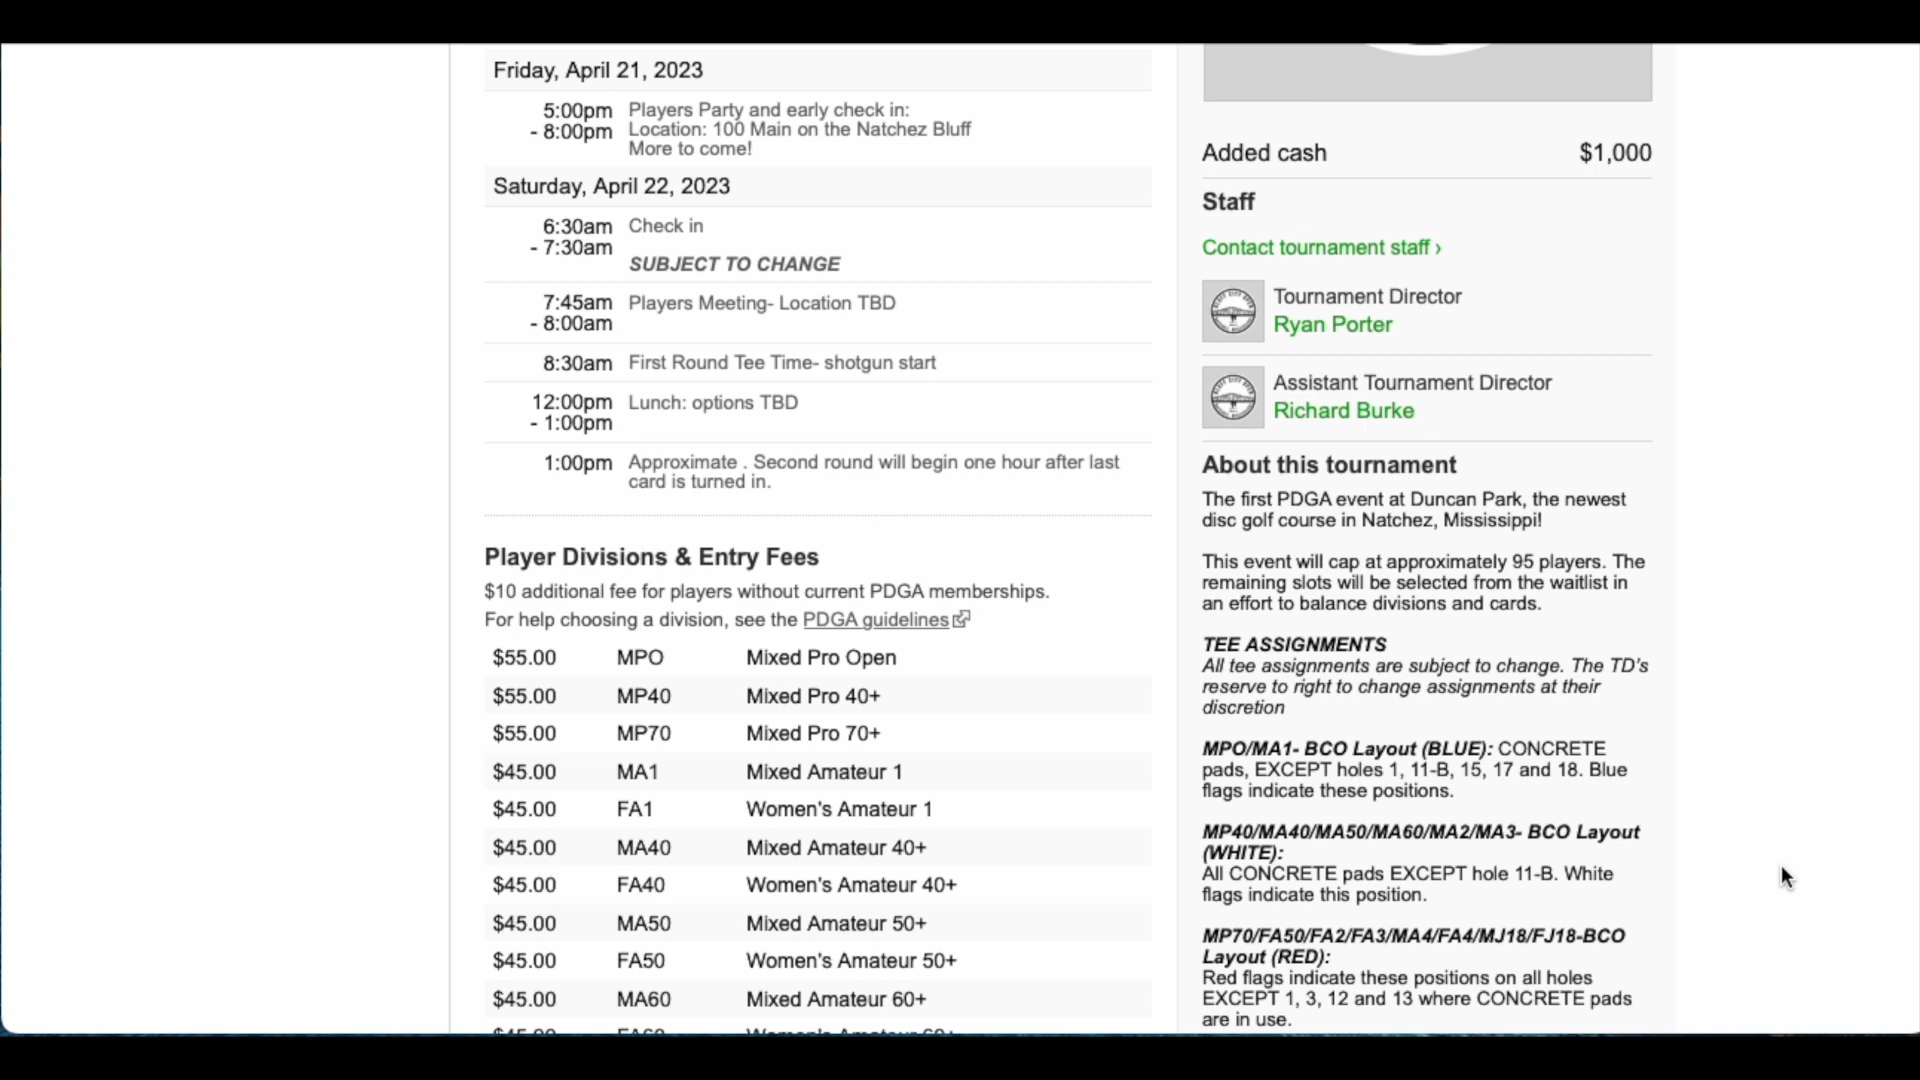 Friday, April 21, 2023
5:00pm
- 8:00pm
Players Party and early check in:
Location: 100 Main on the Natchez Bluff
More to come!
Saturday, April 22, 2023
6:30am
- 7:30am
Check in
SUBJECT TO CHANGE
7:45am
- 8:00am
Players Meeting- Location TBD
8:30am First Round Tee Time- shotgun start
12:00pm
- 1:00pm
Lunch: options TBD
1:00pm Approximate . Second round will begin one hour after last
card is turned in.
Player Divisions & Entry Fees
$10 additional fee for players without current PDGA memberships.
For help choosing a division, see the PDGA guidelines
$55.00 MPO Mixed Pro Open
$55.00 MP40 Mixed Pro 40+
$55.00 MP70 Mixed Pro 70+
$45.00 MA1 Mixed Amateur 1
$45.00 FA1 Women's Amateur 1
$45.00 MA40 Mixed Amateur 40+
$45.00 FA40 Women's Amateur 40+
$45.00 MA50 Mixed Amateur 50+
$45.00 FA50 Women's Amateur 50+
$45.00 MA60 Mixed Amateur 60+
Added cash $1,000
Staff
Contact tournament staff ›
Tournament Director
Ryan Porter
Assistant Tournament Director
Richard Burke
About this tournament
The first PDGA event at Duncan Park, the newest
disc golf course in Natchez, Mississippi!
This event will cap at approximately 95 players. The
remaining slots will be selected from the waitlist in
an effort to balance divisions and cards.
TEE ASSIGNMENTS
All tee assignments are subject to change. The TD's
reserve to right to change assignments at their
discretion
MPO/MA1- BCO Layout (BLUE): CONCRETE
pads, EXCEPT holes 1, 11-B, 15, 17 and 18. Blue
flags indicate these positions.
MP40/MA40/MA50/MA60/MA2/MA3- BCO Layout
(WHITE):
All CONCRETE pads EXCEPT hole 11-B. White
flags indicate this position.
MP70/FA50/FA2/FA3/MA4/FA4/MJ18/FJ18-BCO
Layout (RED):
Red flags indicate these positions on all holes
EXCEPT 1, 3, 12 and 13 where CONCRETE pads
are in use.